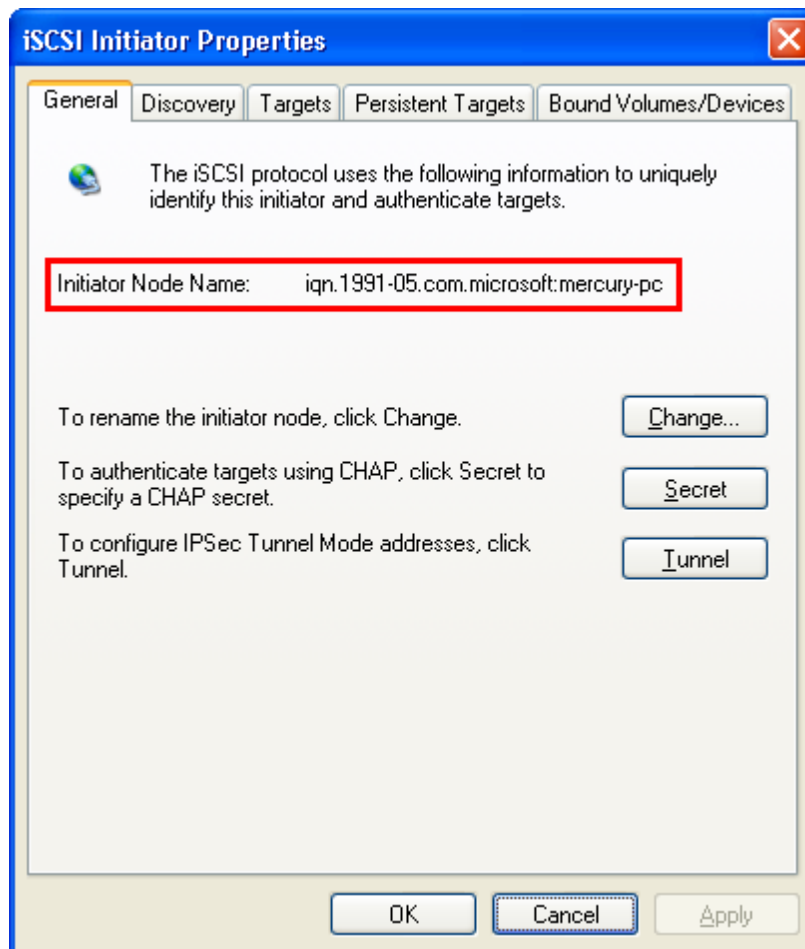 iSCSI Initiator Properties
General Discovery Targets Persistent Targets Bound Volumes/Devices
The iSCSI protocol uses the following information to uniquely
identify this initiator and authenticate targets.
Initiator Node Name: iqn.1991-05.com.microsoft:mercury-pc
To rename the initiator node, click Change.
Change...
To authenticate targets using CHAP, click Secret to
specify a CHAP secret.
Secret
To configure IPSec Tunnel Mode addresses, click
Tunnel.
Tunnel
OK Cancel Apply